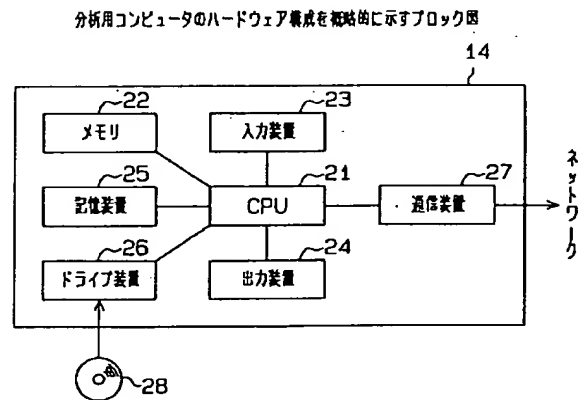 分析用コンピュータのハードウェア構成を概略的に示すブロック図
14
22
メモリ
23
入力装置
25
記憶装置
21
CPU
27
通信装置
ネットワーク
26
ドライブ装置
24
出力装置
28